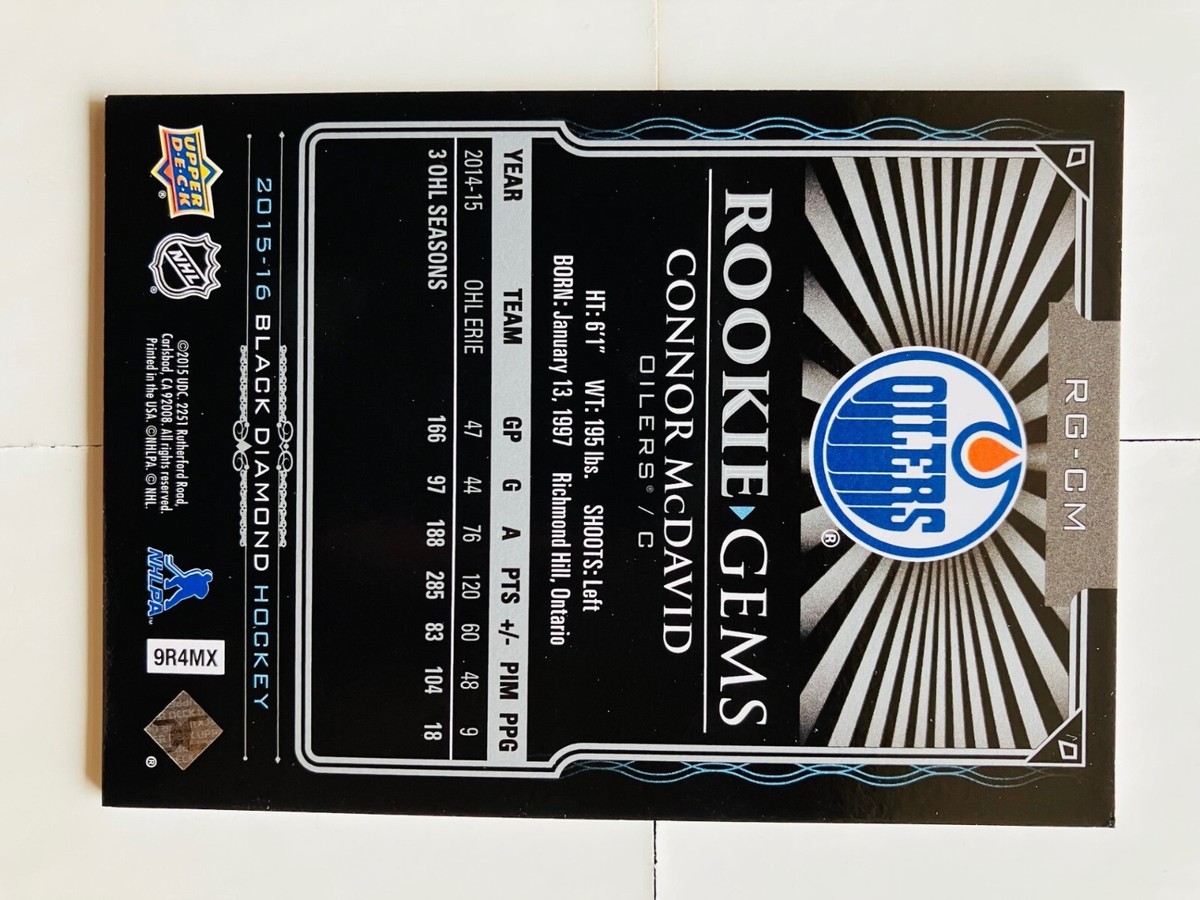 RG-CM
OILERS
®
ROOKIE GEMS
CONNOR McDAVID
OILERS® / C
HT: 6'1" WT: 195 lbs. SHOOTS: Left
BORN: January 13, 1997 Richmond Hill, Ontario
YEAR TEAM GP G A PTS +/- PIM PPG
2014-15 OHL ERIE 47 44 76 120 60 48 9
3 OHL SEASONS 166 97 188 285 83 104 18
2015-16 BLACK DIAMOND HOCKEY
UPPER
D·E·C·K
®
NHL
®
©2015 UDC. 2251 Rutherford Road,
Carlsbad, CA 92008. All rights reserved.
Printed in the USA. ©NHLPA. © NHL.
NHLPA™
9R4MX
®